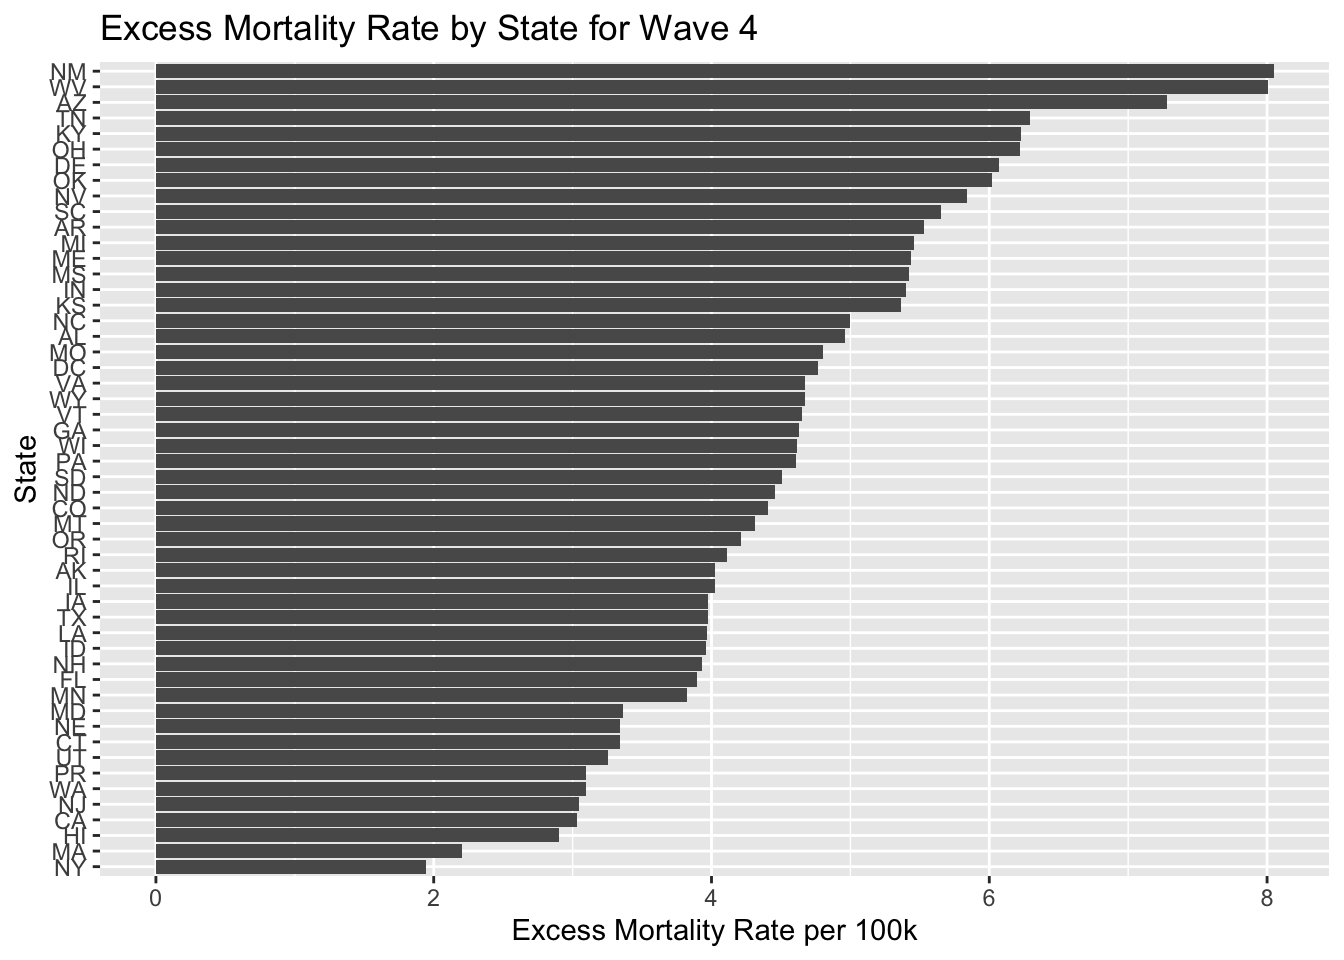 Excess Mortality Rate by State for Wave 4
NM
WV
AZ
TN
KY
OH
DE
OK
NV
SC
AR
MI
ME
MS
IN
KS
NC
AL
MO
DC
VA
WY
VT
GA
WI
PA
SD
ND
CO
MT
OR
RI
AK
IL
IA
TX
LA
ID
NH
FL
MN
MD
NE
CT
UT
PR
WA
NJ
CA
HI
MA
NY
State
0 2 4 6 8
Excess Mortality Rate per 100k